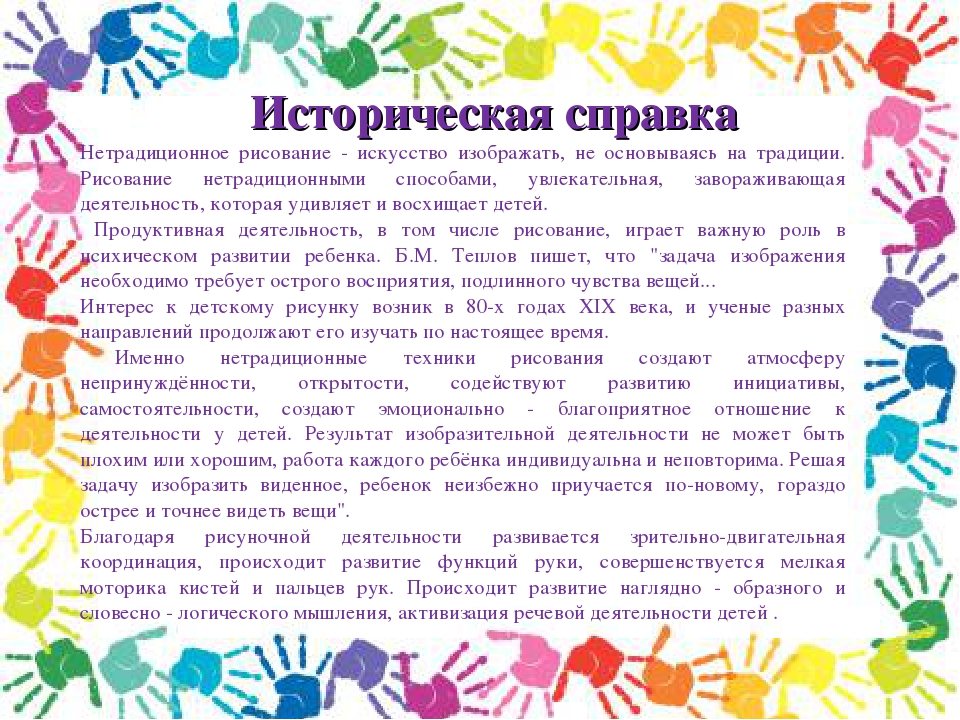 Историческая справка
Нетрадиционное рисование - искусство изображать, не основываясь на традиции.
Рисование нетрадиционными способами, увлекательная, завораживающая
деятельность, которая удивляет и восхищает детей.
Продуктивная деятельность, в том числе рисование, играет важную роль в
психическом развитии ребенка. Б.М. Теплов пишет, что "задача изображения
необходимо требует острого восприятия, подлинного чувства вещей...
Интерес к детскому рисунку возник в 80-х годах XIX века, и ученые разных
направлений продолжают его изучать по настоящее время.
Именно нетрадиционные техники рисования создают атмосферу
непринуждённости, открытости, содействуют развитию инициативы,
самостоятельности, создают эмоционально - благоприятное отношение к
деятельности у детей. Результат изобразительной деятельности не может быть
плохим или хорошим, работа каждого ребёнка индивидуальна и неповторима. Решая
задачу изобразить виденное, ребенок неизбежно приучается по-новому, гораздо
острее и точнее видеть вещи".
Благодаря рисуночной деятельности развивается зрительно-двигательная
координация, происходит развитие функций руки, совершенствуется мелкая
моторика кистей и пальцев рук. Происходит развитие наглядно - образного и
словесно - логического мышления, активизация речевой деятельности детей .